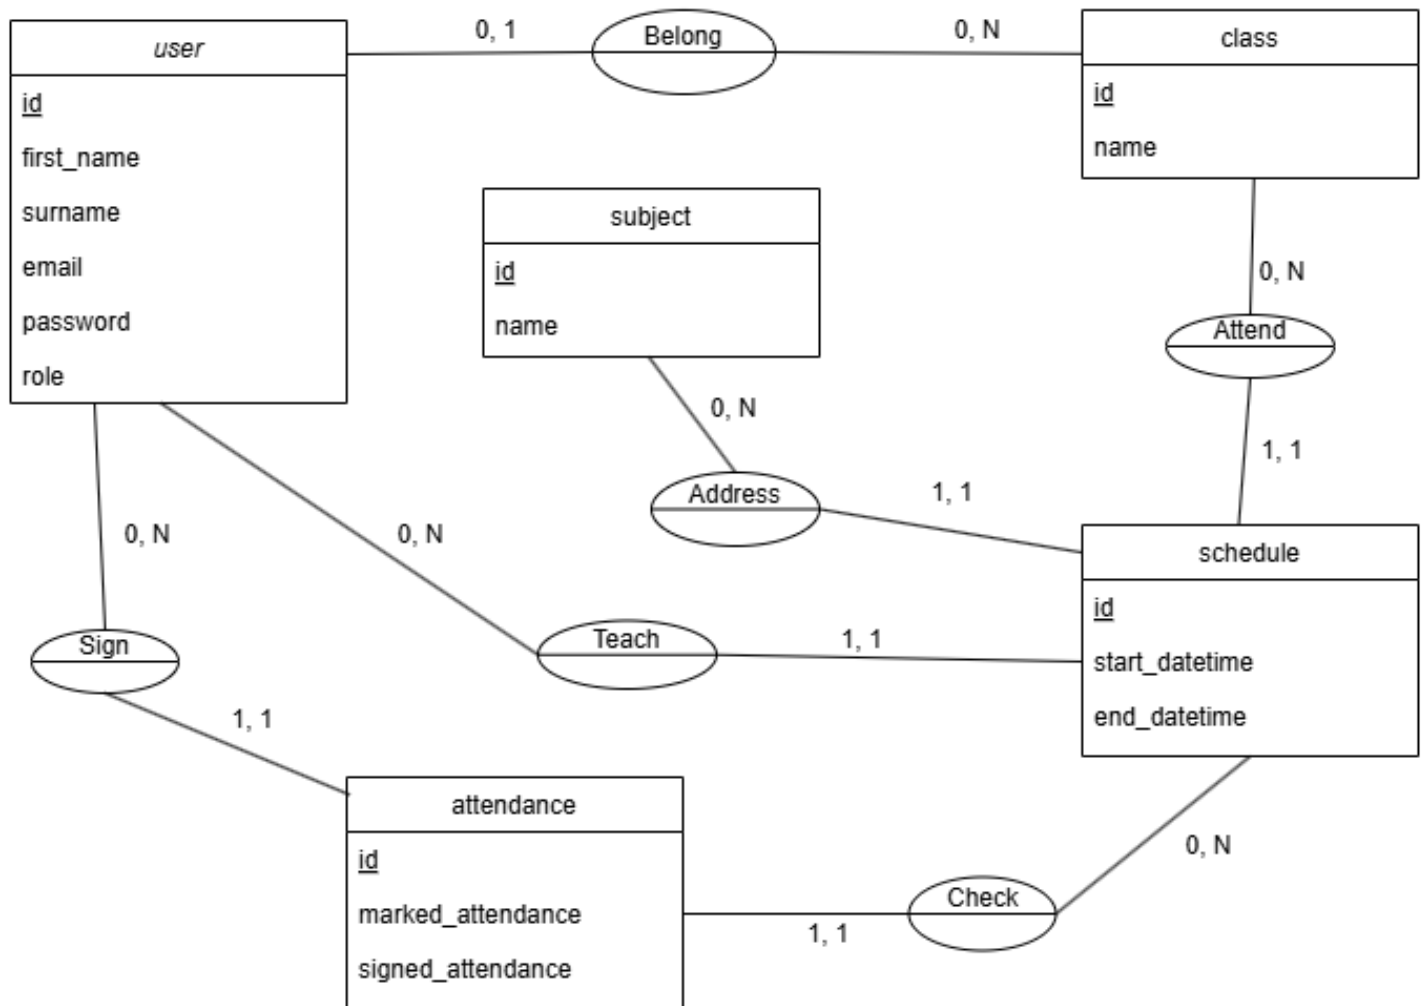 user
id
first_name
surname
email
password
role
0, 1
Belong
0, N
class
id
name
subject
id
name
0, N
Attend
1, 1
0, N
Address
1, 1
schedule
id
start_datetime
end_datetime
0, N
Teach
1, 1
0, N
Sign
1, 1
attendance
id
marked_attendance
signed_attendance
1, 1
Check
0, N